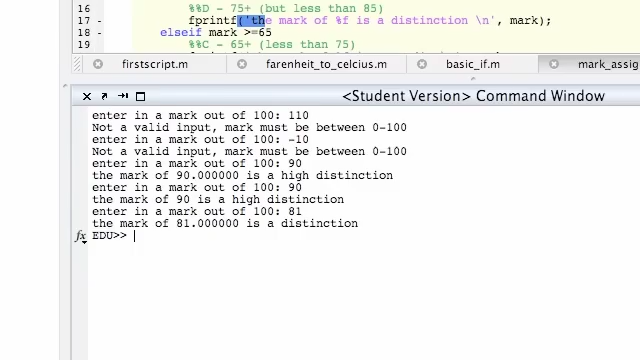 16 %%D - 75+ (but less than 85)
17 - fprintf('the mark of %f is a distinction \n', mark);
18 - elseif mark >=65
19 %%C - 65+ (less than 75)
firstscript.m farenheit_to_celcius.m basic_if.m mark_assig
<Student Version> Command Window
enter in a mark out of 100: 110
Not a valid input, mark must be between 0-100
enter in a mark out of 100: -10
Not a valid input, mark must be between 0-100
enter in a mark out of 100: 90
the mark of 90.000000 is a high distinction
enter in a mark out of 100: 90
the mark of 90 is a high distinction
enter in a mark out of 100: 81
the mark of 81.000000 is a distinction
fx EDU>>